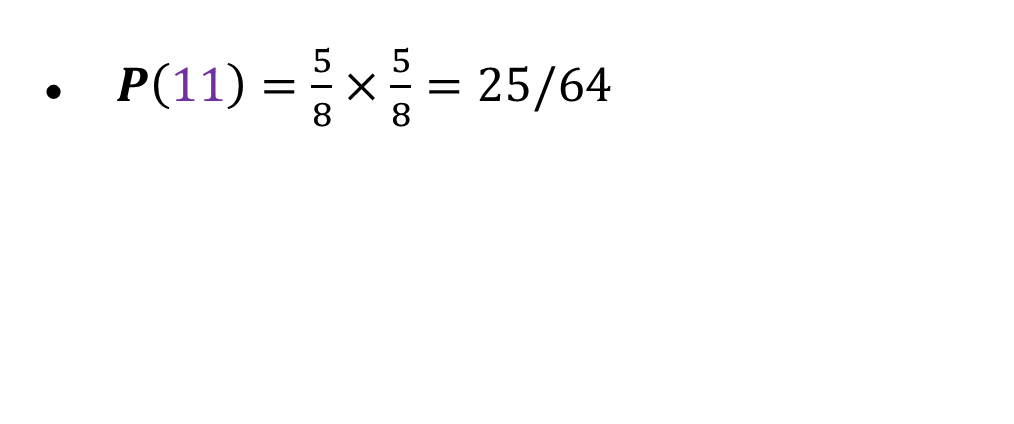 • P(11) = 5/8 × 5/8 = 25/64